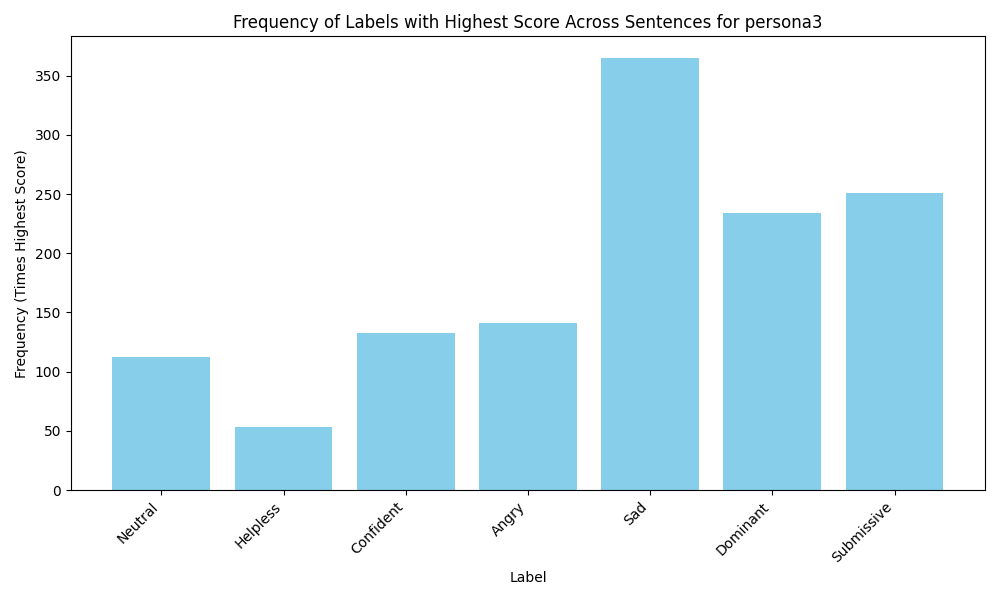 Frequency of Labels with Highest Score Across Sentences for persona3
Frequency (Times Highest Score)
350
300
250
200
150
100
50
0
Neutral
Helpless
Confident
Angry
Sad
Dominant
Submissive
Label